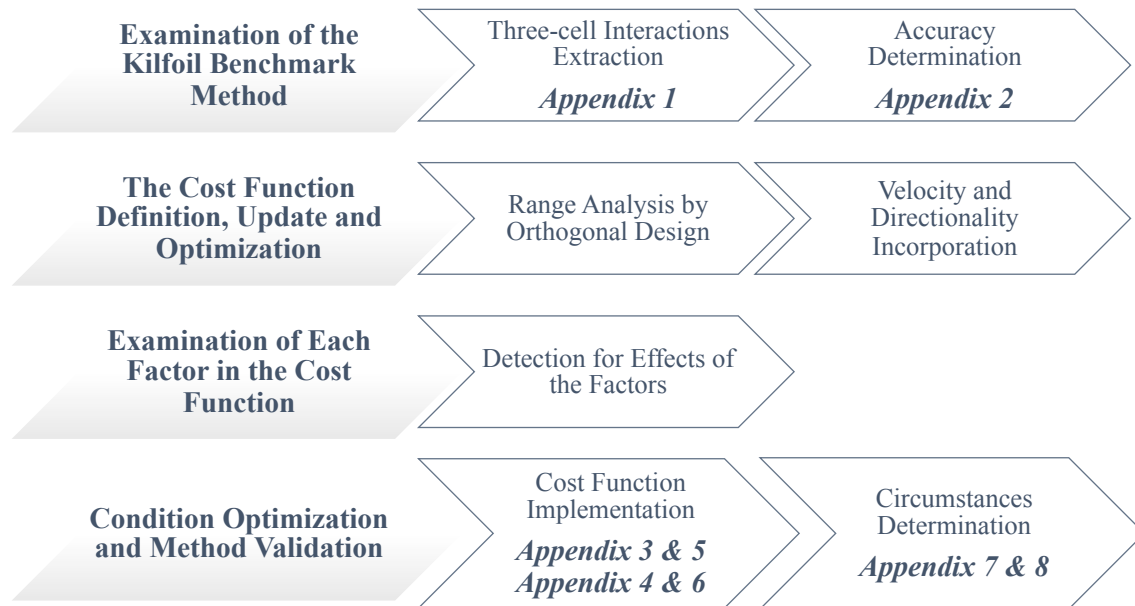 Examination of the
Kilfoil Benchmark
Method
Three-cell Interactions
Extraction
Appendix 1
Accuracy
Determination
Appendix 2
The Cost Function
Definition, Update and
Optimization
Range Analysis by
Orthogonal Design
Velocity and
Directionality
Incorporation
Examination of Each
Factor in the Cost
Function
Detection for Effects of
the Factors
Condition Optimization
and Method Validation
Cost Function
Implementation
Appendix 3 & 5
Appendix 4 & 6
Circumstances
Determination
Appendix 7 & 8